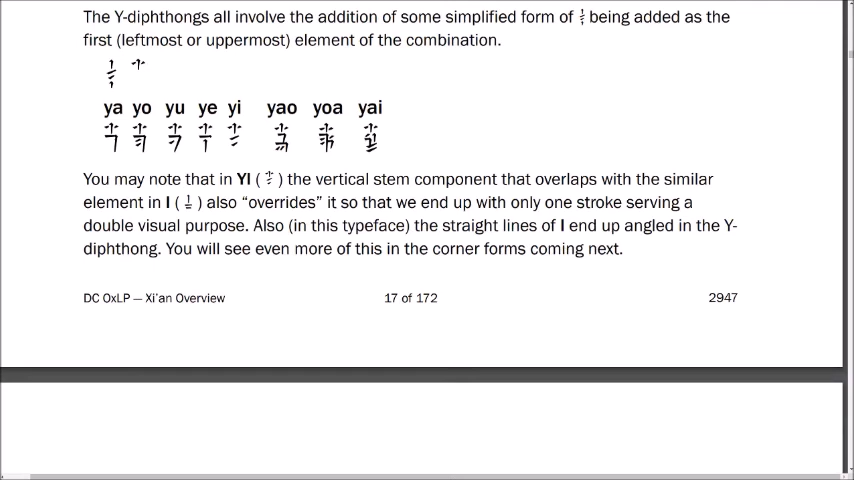 The Y-diphthongs all involve the addition of some simplified form of being added as the
first (leftmost or uppermost) element of the combination.
ya yo yu ye yi yao yoa yai
You may note that in YI ( ) the vertical stem component that overlaps with the similar
element in I ( ) also “overrides” it so that we end up with only one stroke serving a
double visual purpose. Also (in this typeface) the straight lines of I end up angled in the Y-
diphthong. You will see even more of this in the corner forms coming next.
DC OxLP — Xi’an Overview 17 of 172 2947